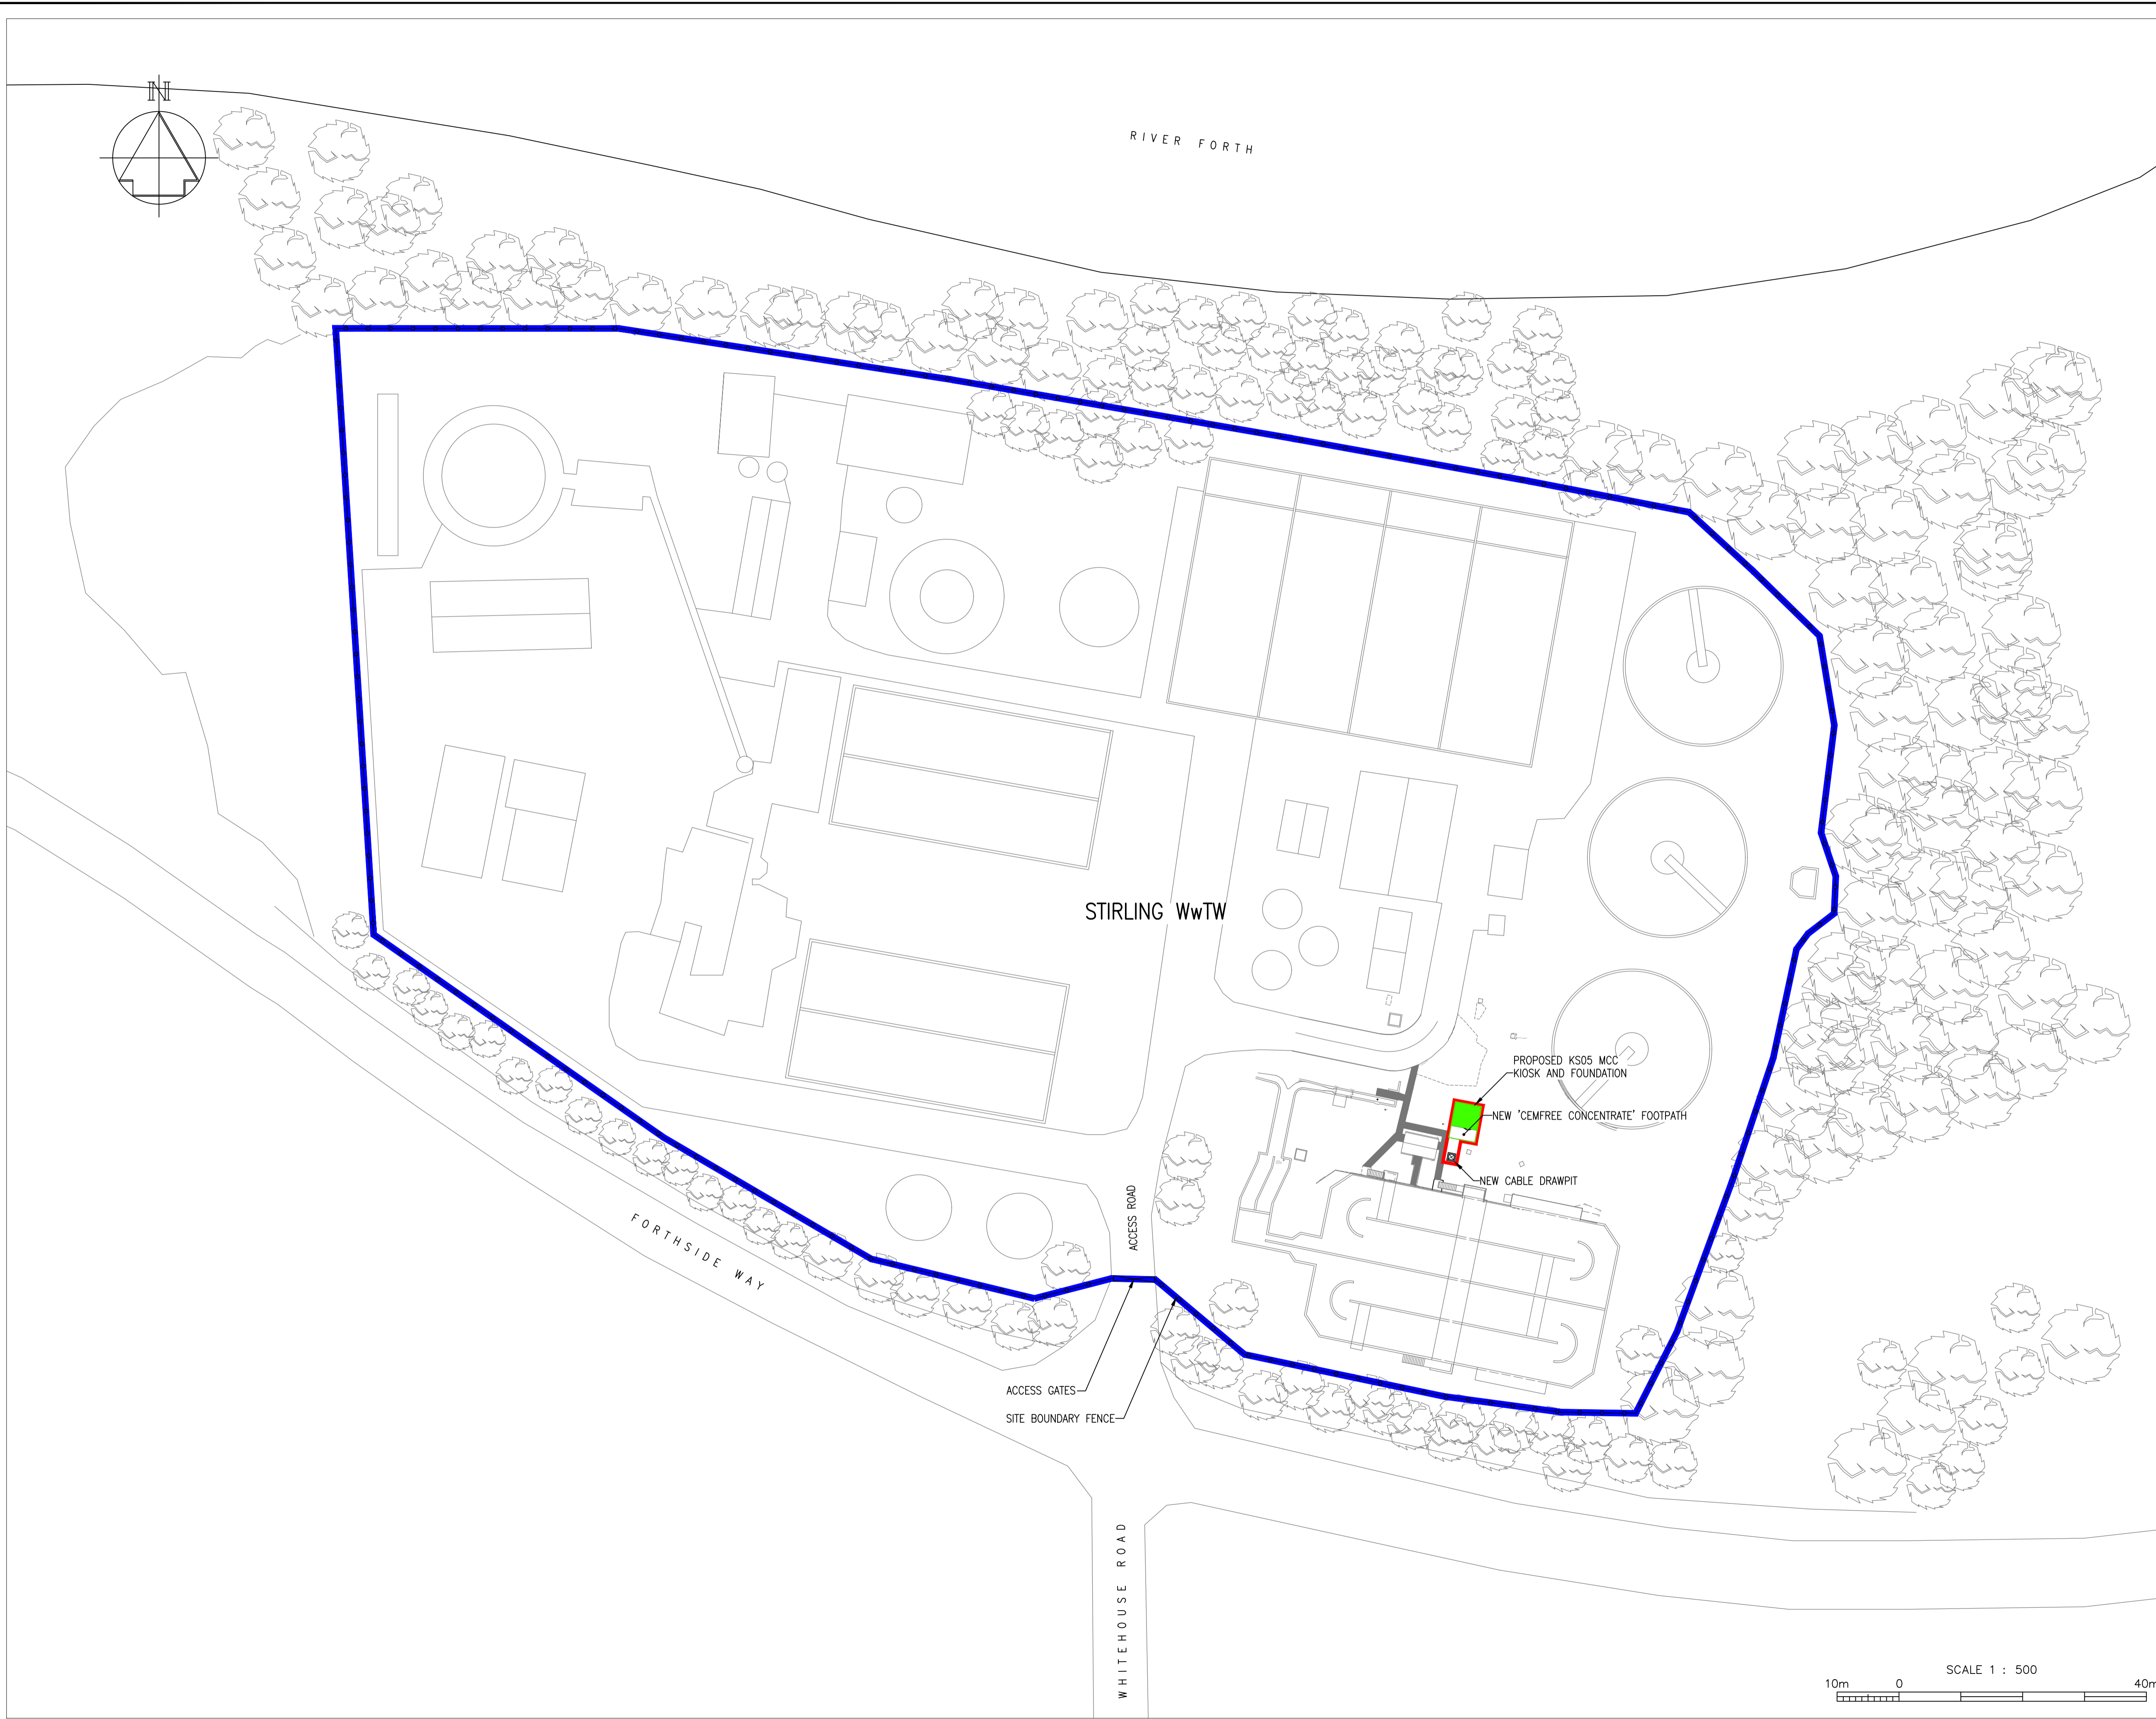 N
RIVER FORTH
STIRLING WwTW
PROPOSED KS05 MCC
KIOSK AND FOUNDATION
NEW 'CEMFREE CONCENTRATE' FOOTPATH
NEW CABLE DRAWPIT
ACCESS ROAD
FORTHSIDE WAY
ACCESS GATES
SITE BOUNDARY FENCE
WHITEHOUSE ROAD
SCALE 1 : 500
10m 0 40m